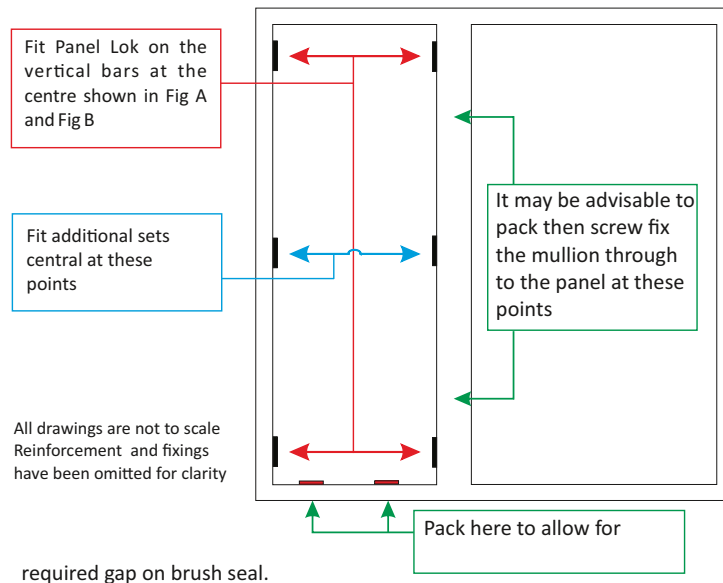 Fit Panel Lok on the
vertical bars at the
centre shown in Fig A
and Fig B
It may be advisable to
pack then screw fix
the mullion through
to the panel at these
points
Fit additional sets
central at these
points
All drawings are not to scale
Reinforcement and fixings
have been omitted for clarity
Pack here to allow for
required gap on brush seal.